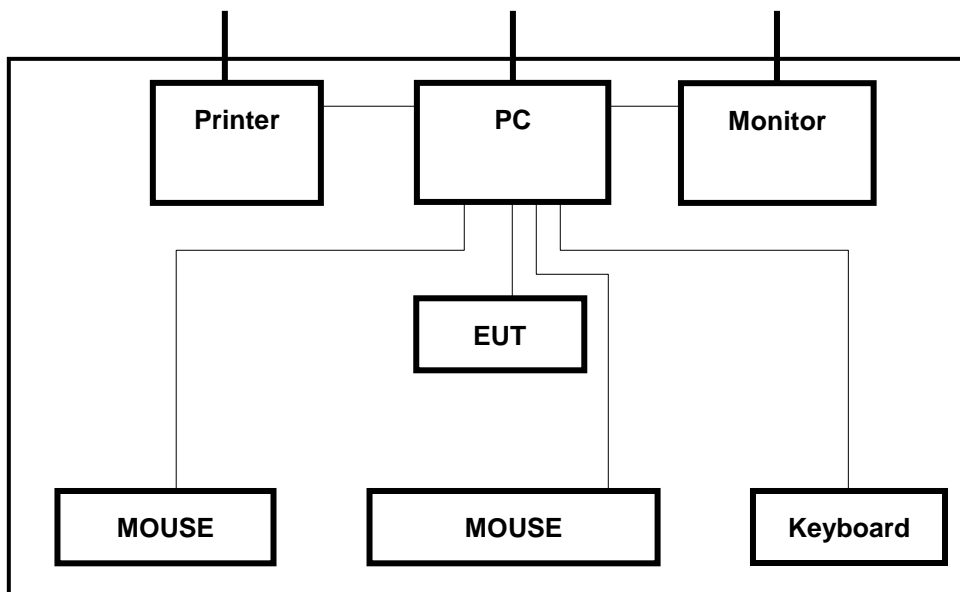 Printer
PC
Monitor
EUT
MOUSE
MOUSE
Keyboard